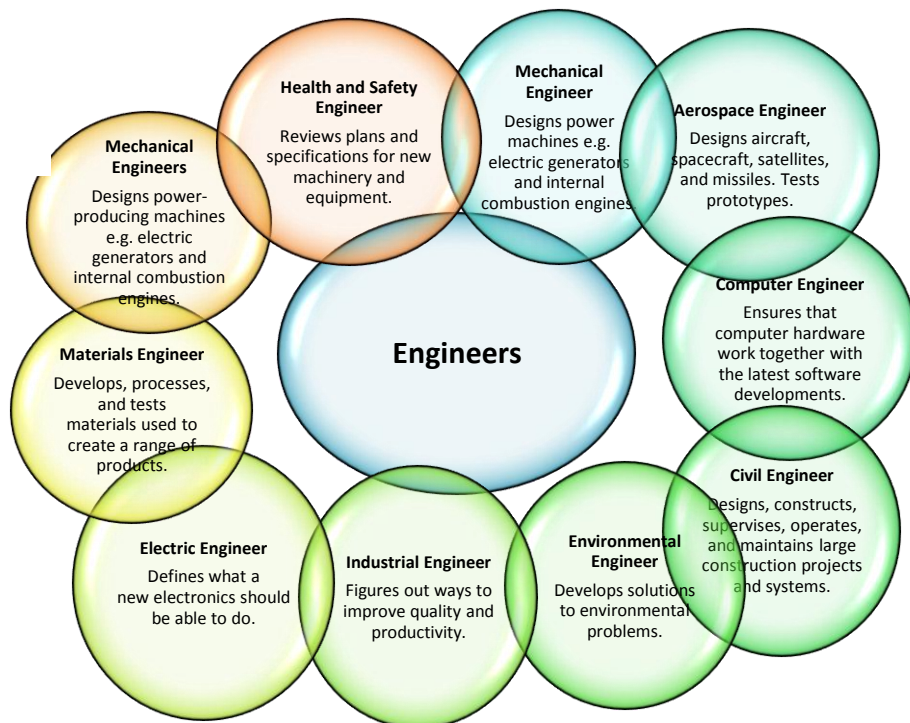 Health and Safety
Engineer
Reviews plans and
specifications for new
machinery and
equipment.
Mechanical
Engineer
Designs power
machines e.g.
electric generators
and internal
combustion engines.
Aerospace Engineer
Designs aircraft,
spacecraft, satellites,
and missiles. Tests
prototypes.
Computer Engineer
Ensures that
computer hardware
work together with
the latest software
developments.
Civil Engineer
Designs, constructs,
supervises, operates,
and maintains large
construction projects
and systems.
Environmental
Engineer
Develops solutions
to environmental
problems.
Industrial Engineer
Figures out ways to
improve quality and
productivity.
Electric Engineer
Defines what a
new electronics should
be able to do.
Materials Engineer
Develops, processes,
and tests
materials used to
create a range of
products.
Mechanical
Engineers
Designs power-
producing machines
e.g. electric
generators and
internal combustion
engines.
Engineers